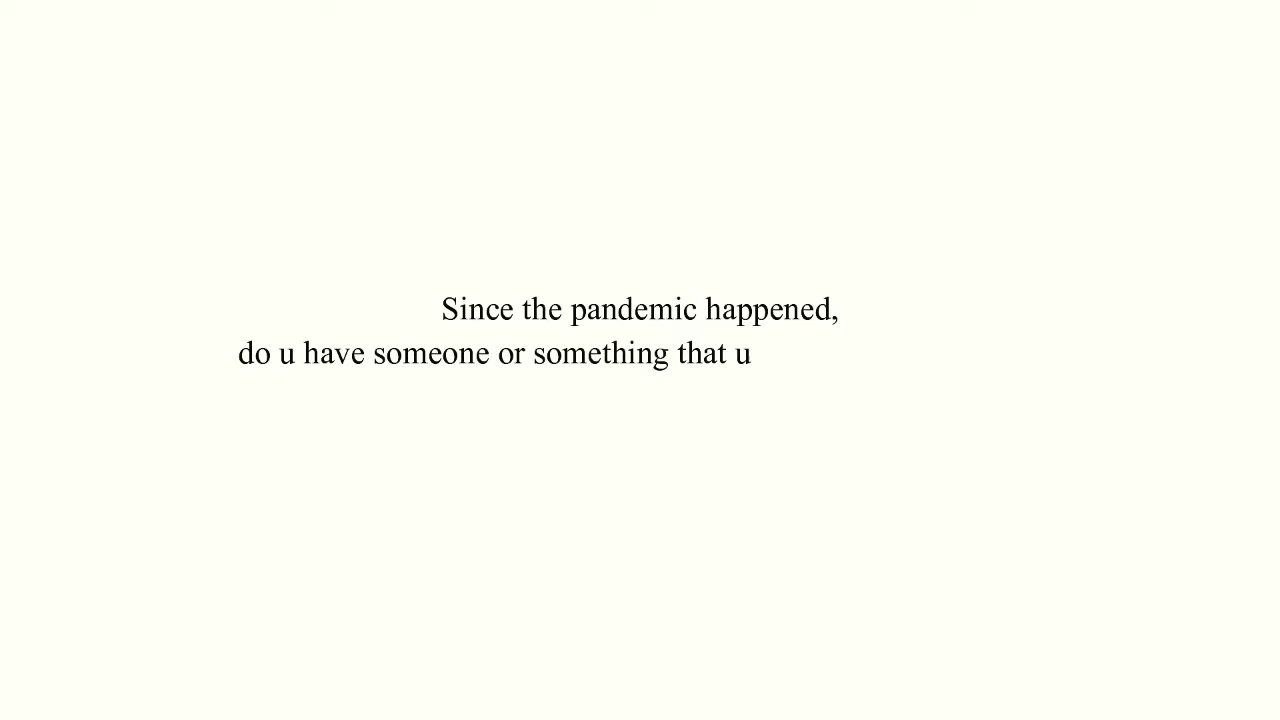 Since the pandemic happened,
do u have someone or something that u